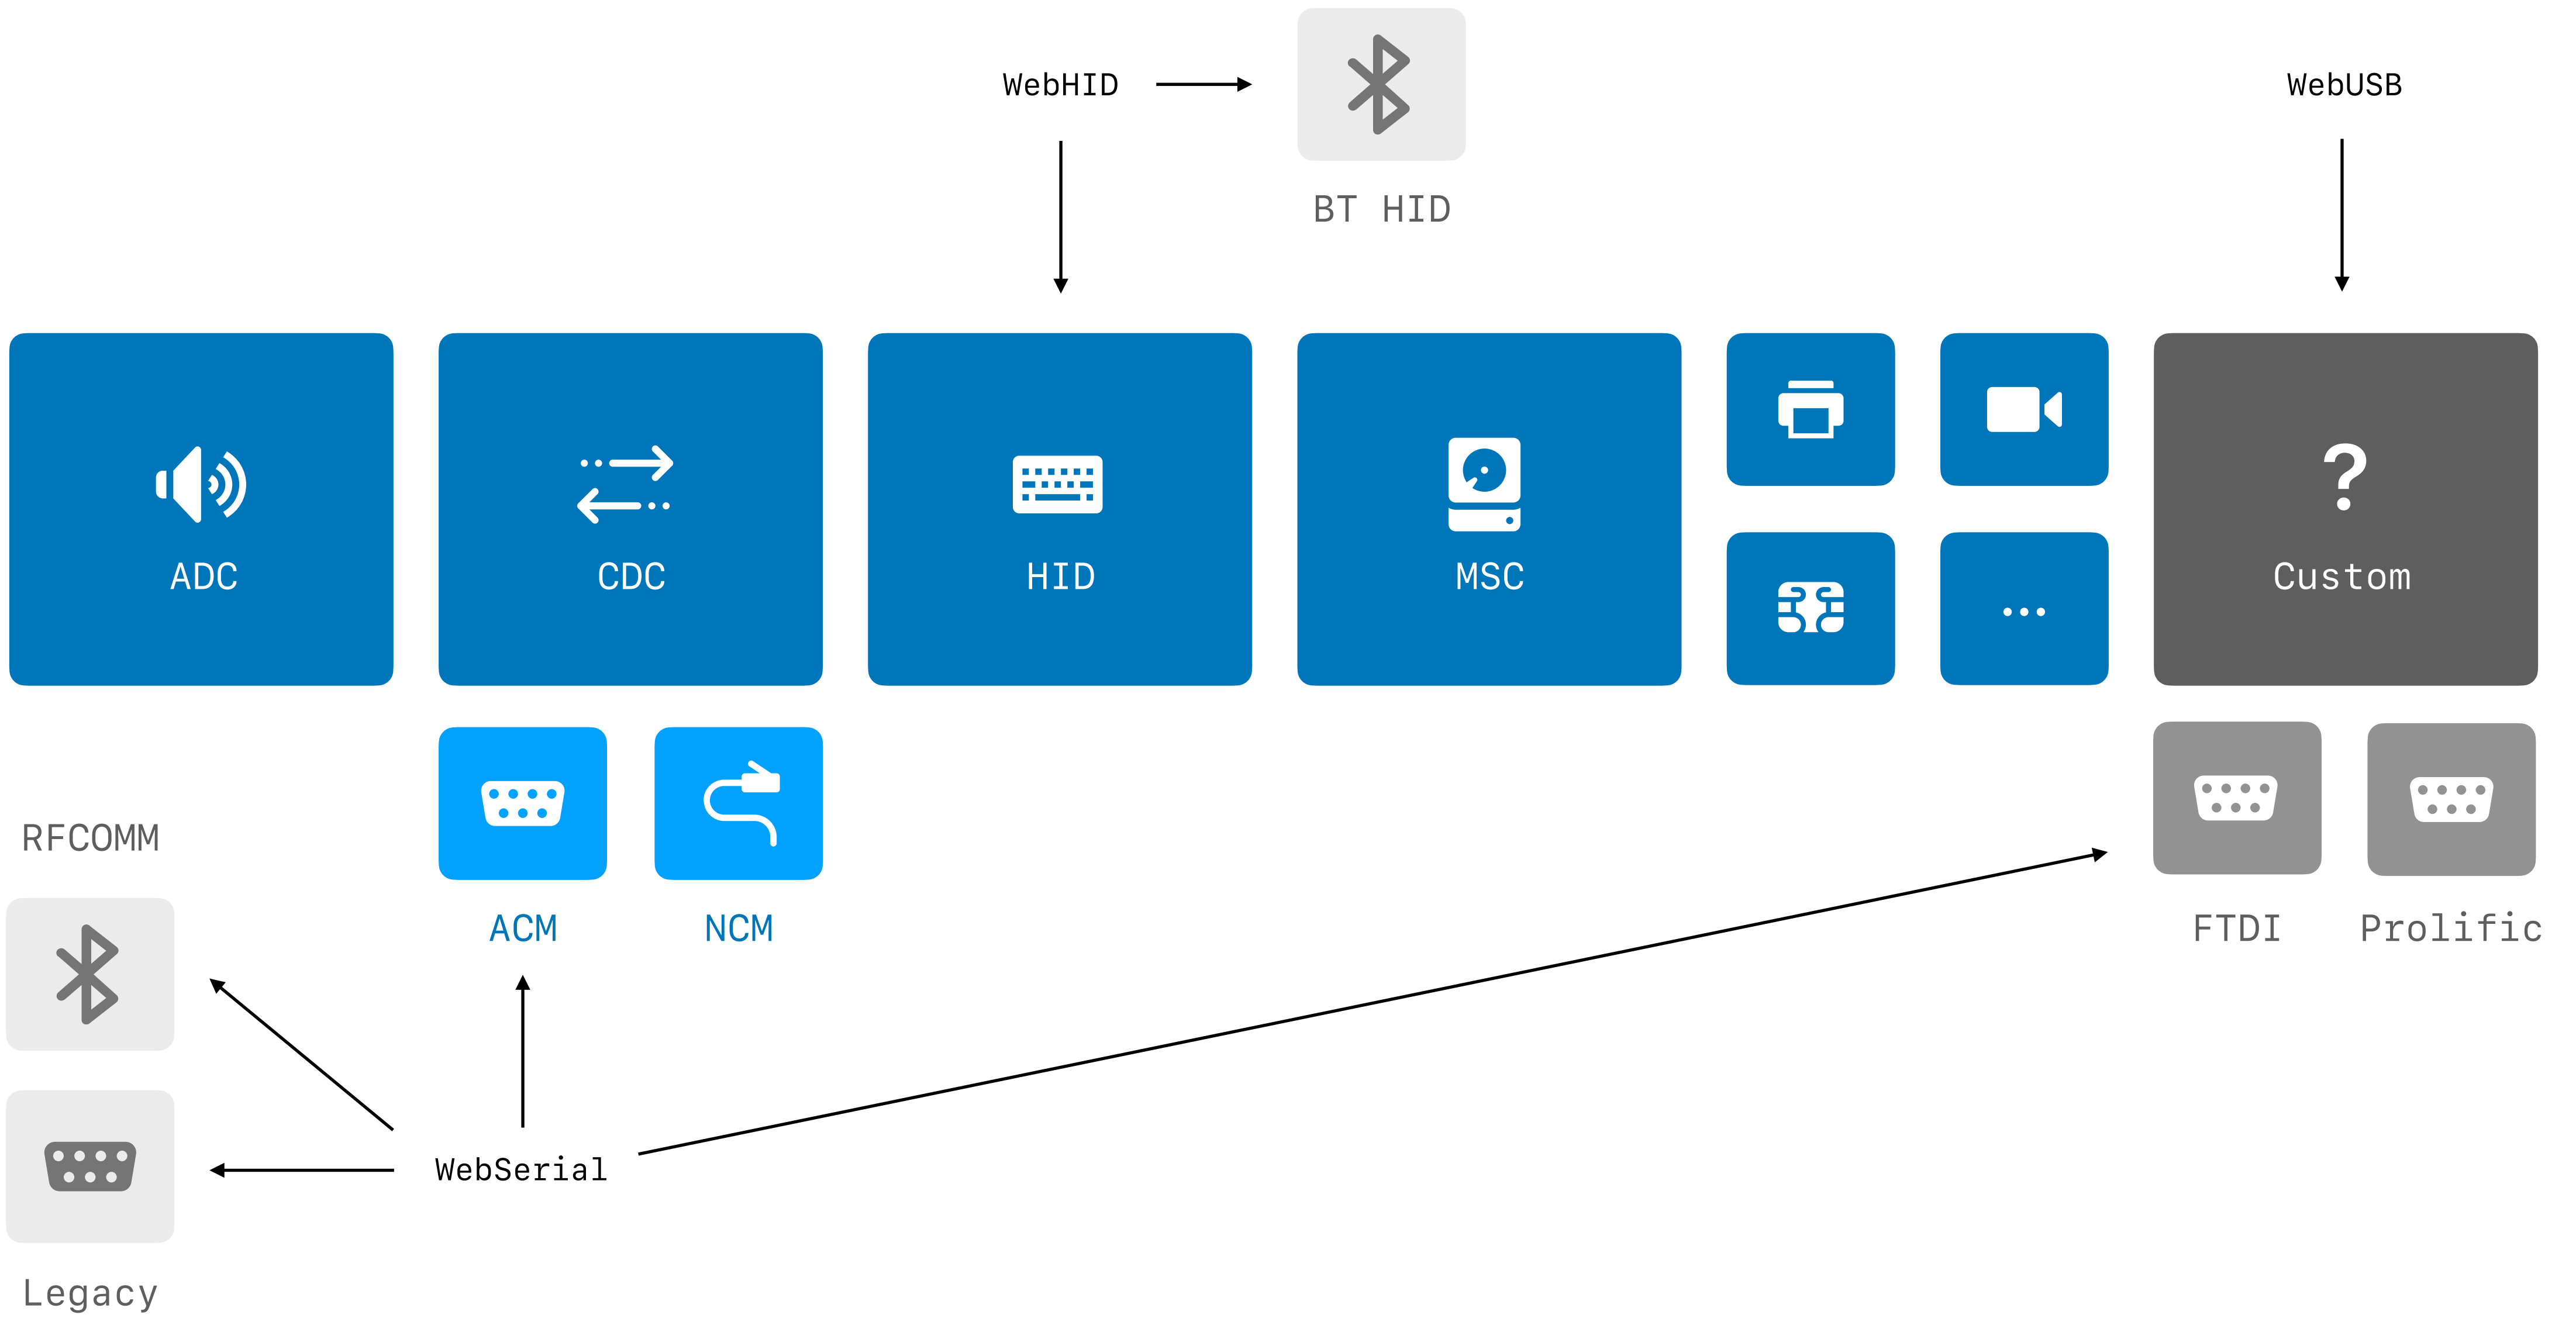 WebHID
WebUSB
BT HID
ADC
CDC
HID
MSC
?
Custom
...
RFCOMM
ACM
NCM
FTDI
Prolific
WebSerial
Legacy